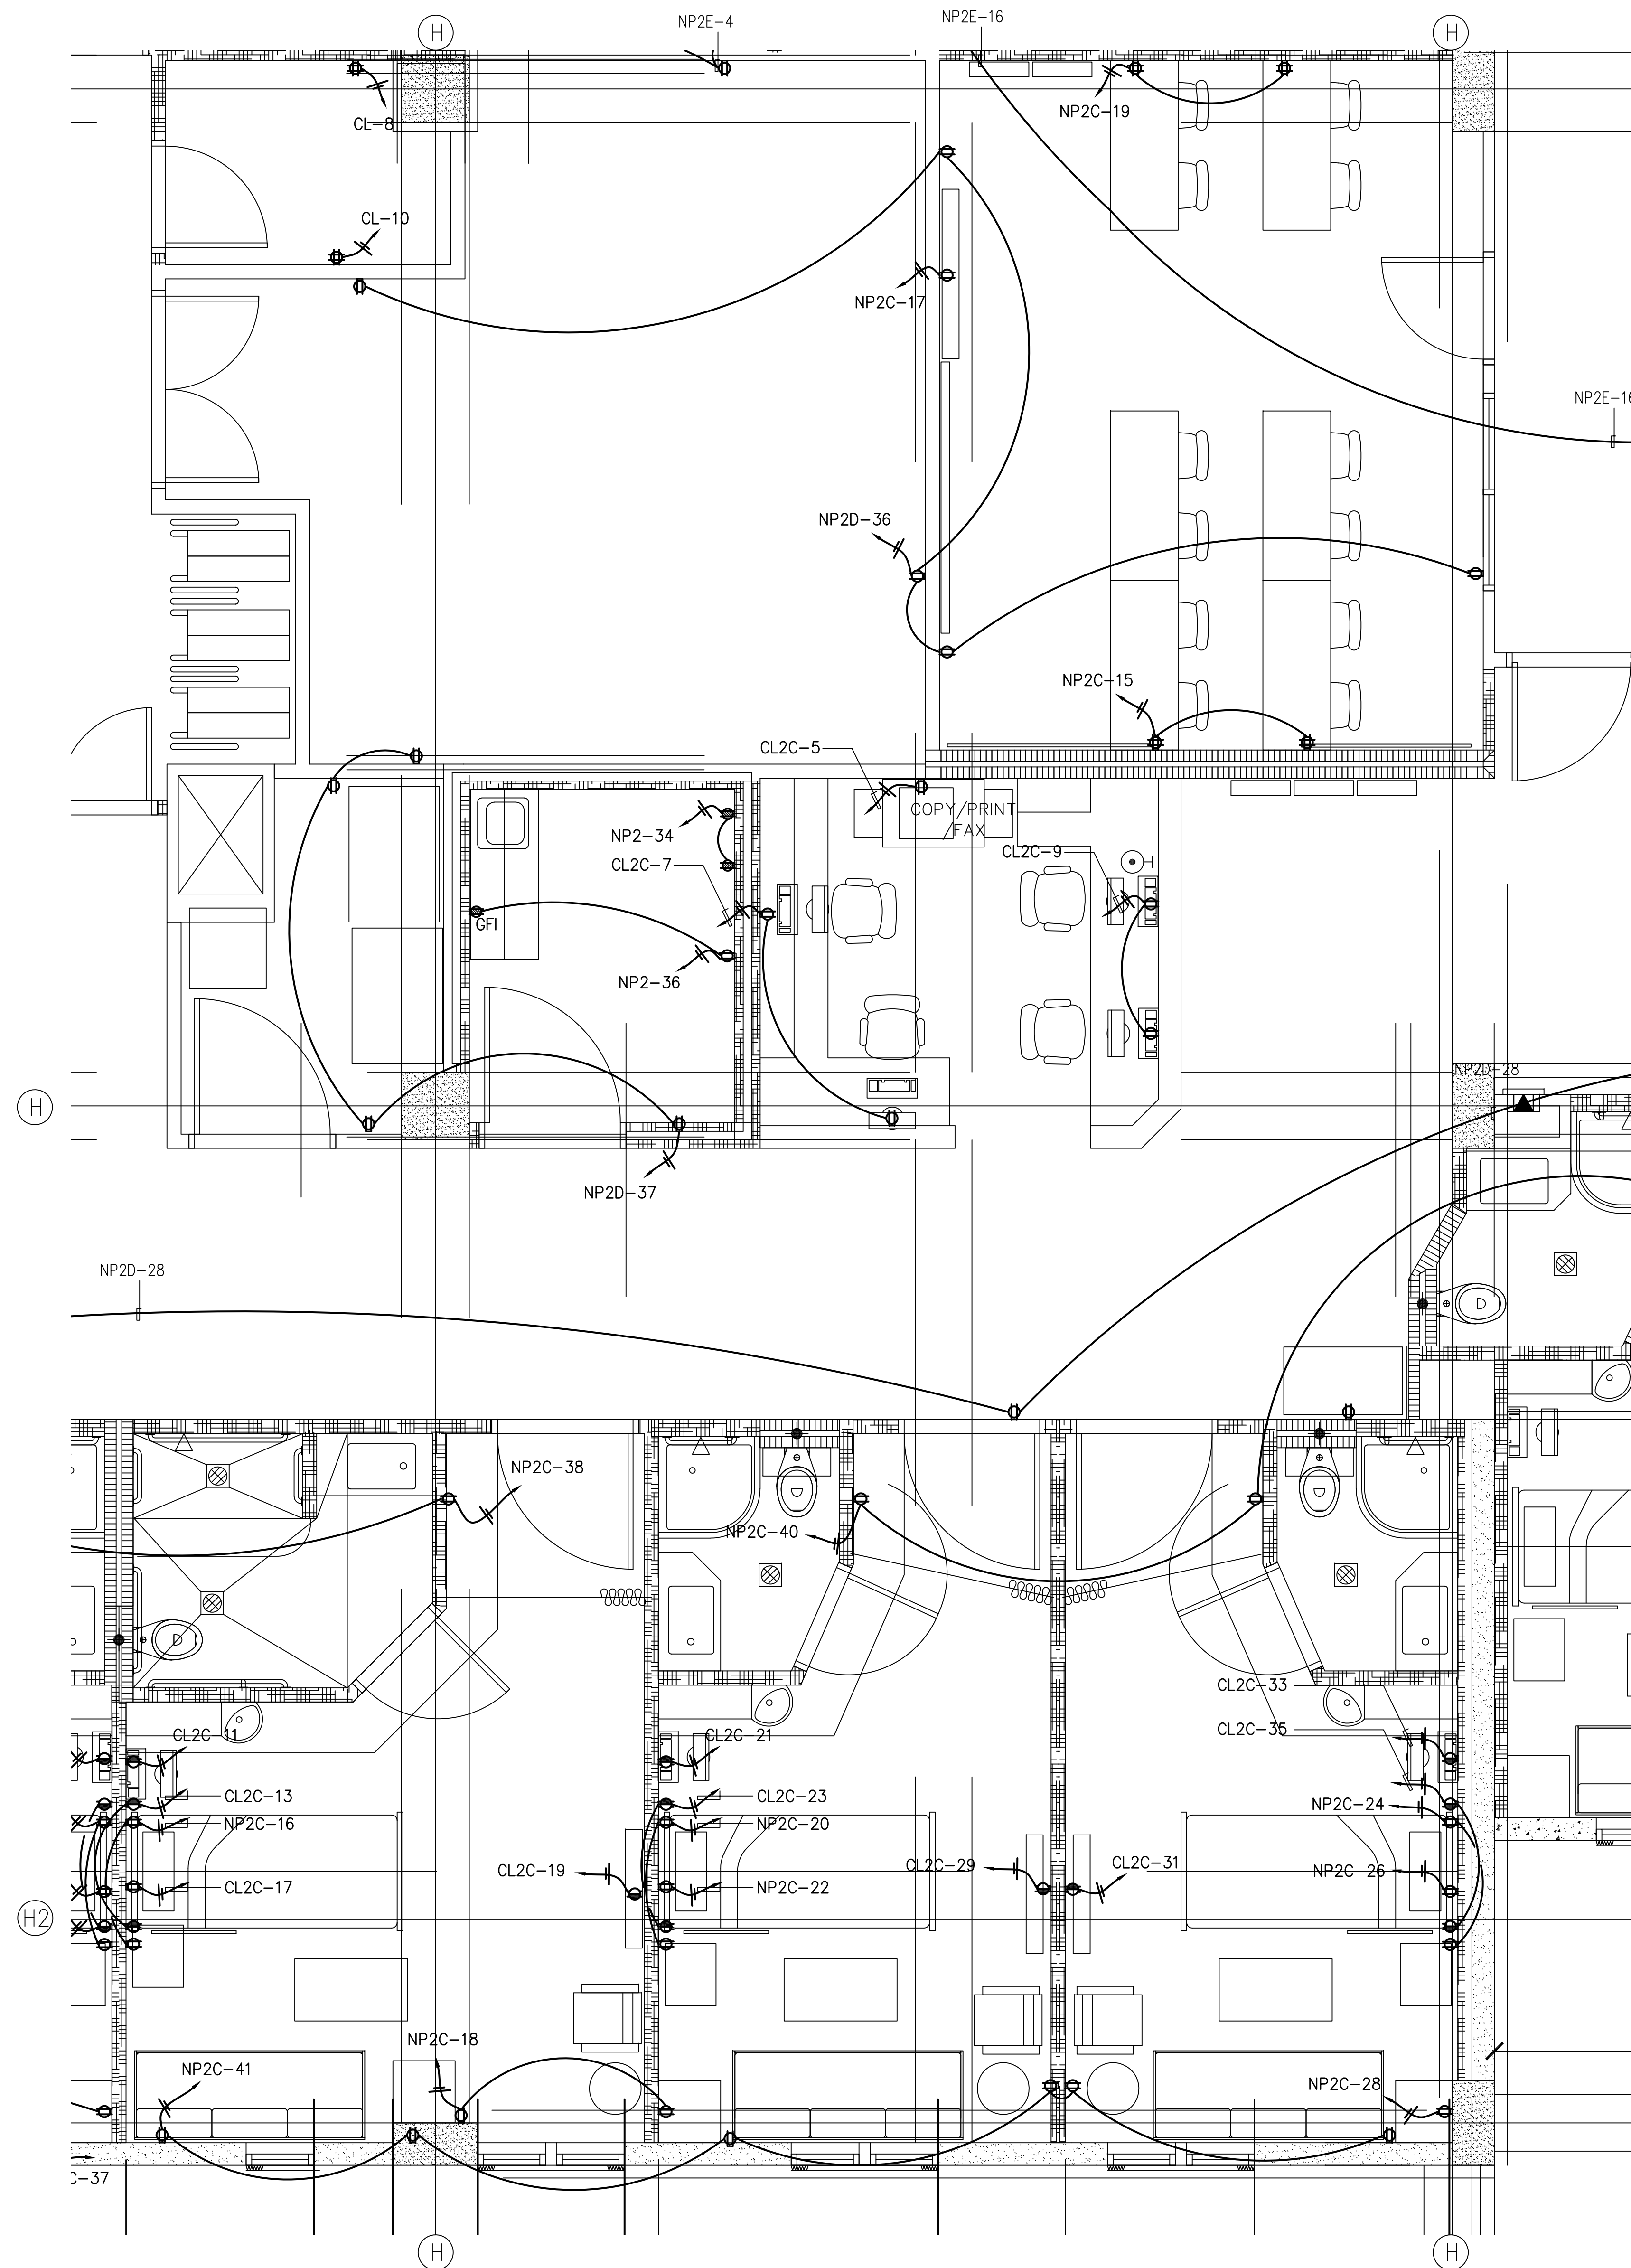 NP2E-4
NP2E-16
H
H
CL-8
NP2C-19
CL-10
NP2C-17
NP2E-16
NP2D-36
NP2C-15
CL2C-5
COPY/PRINT
/FAX
NP2-34
CL2C-7
CL2C-9
GFI
NP2-36
NP2D-28
H
NP2D-37
NP2D-28
D
NP2C-38
NP2C-40
D
CL2C-33
CL2C-11
CL2C-21
CL2C-35
CL2C-13
CL2C-23
NP2C-16
NP2C-20
NP2C-24
CL2C-19
CL2C-29
CL2C-31
NP2C-26
CL2C-17
NP2C-22
H2
NP2C-18
NP2C-41
NP2C-28
C-37
H
H